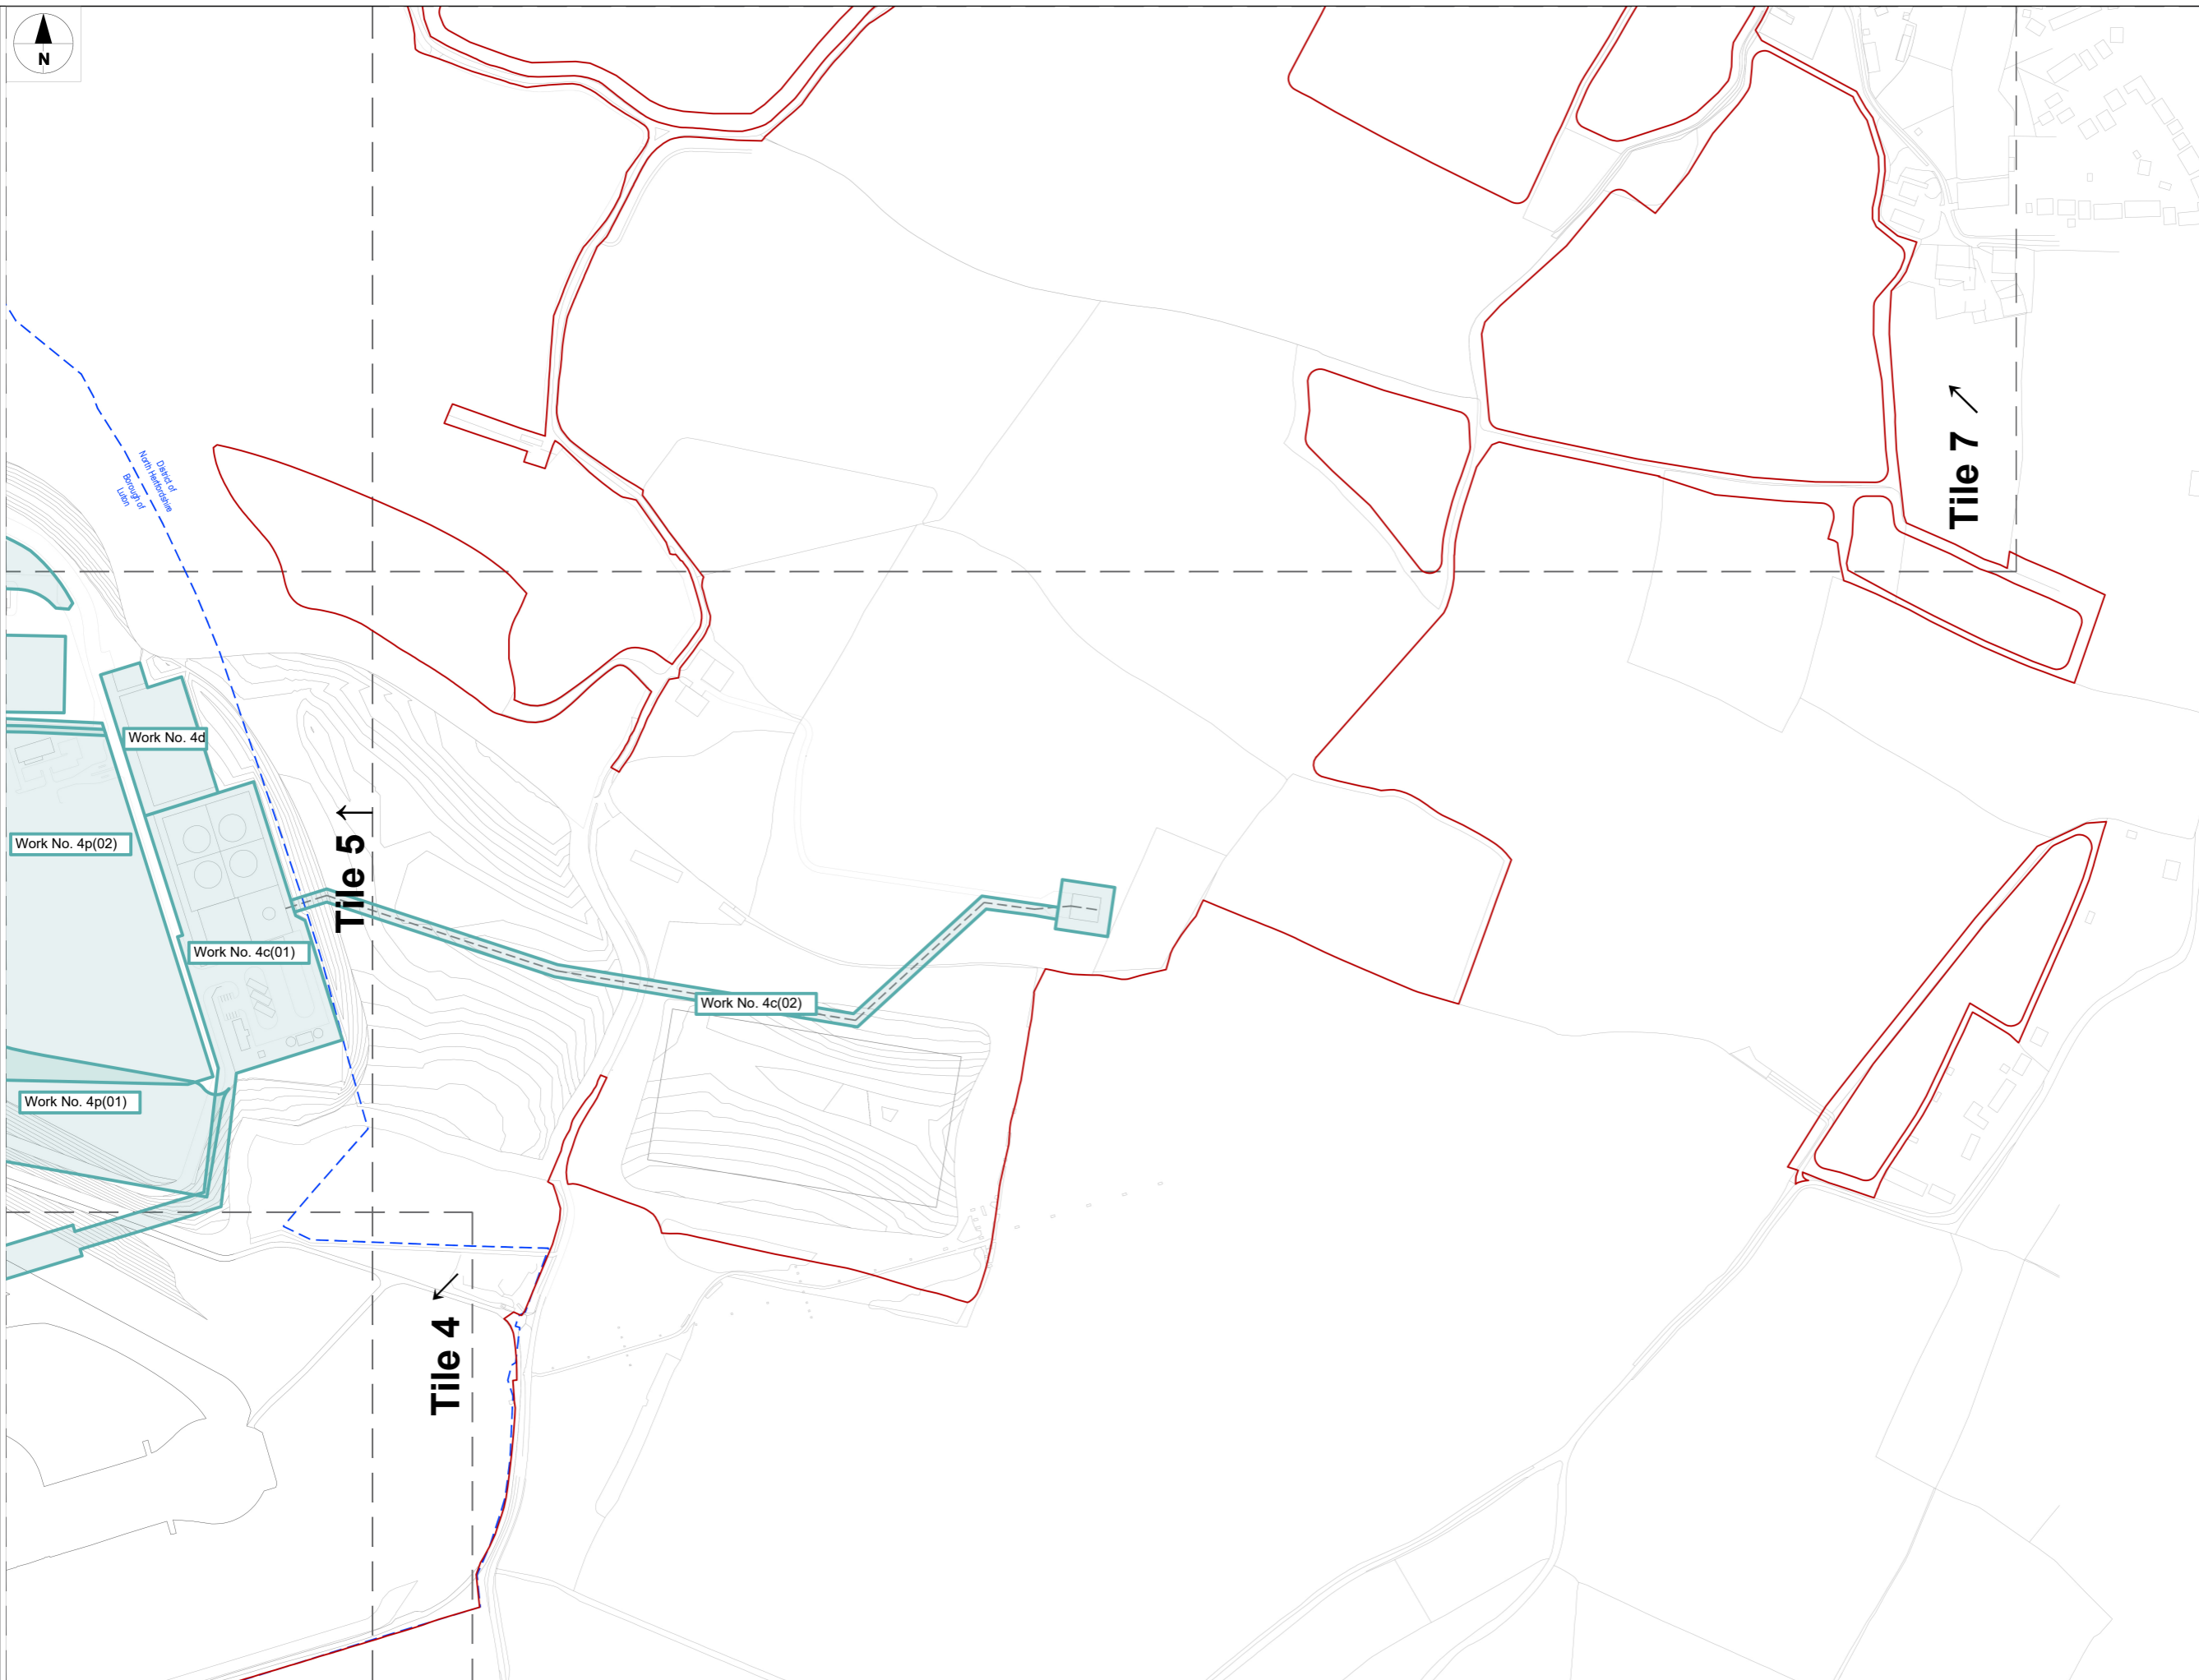 N
District of
North Hertfordshire
Borough of
Luton
Tile 7
Work No. 4d
Work No. 4p(02)
Tile 5
Work No. 4c(01)
Work No. 4c(02)
Work No. 4p(01)
Tile 4